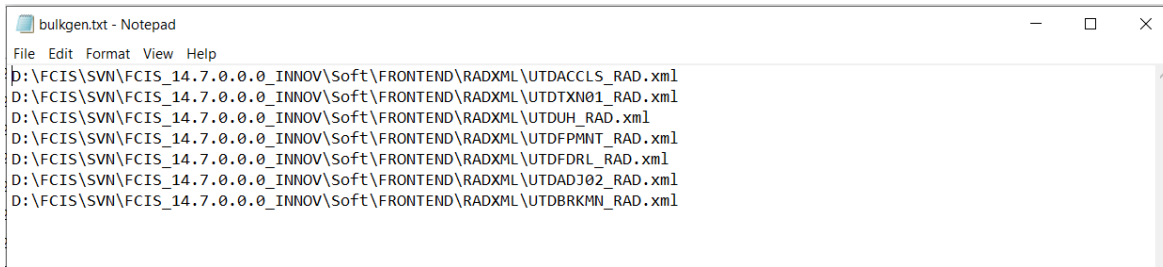 bulkgen.txt - Notepad
File Edit Format View Help
D:\FCIS\SVN\FCIS_14.7.0.0.0_INNOV\Soft\FRONTEND\RADXML\UTDACCLS_RAD.xml
D:\FCIS\SVN\FCIS_14.7.0.0.0_INNOV\Soft\FRONTEND\RADXML\UTDTXN01_RAD.xml
D:\FCIS\SVN\FCIS_14.7.0.0.0_INNOV\Soft\FRONTEND\RADXML\UTDUH_RAD.xml
D:\FCIS\SVN\FCIS_14.7.0.0.0_INNOV\Soft\FRONTEND\RADXML\UTDFPMNT_RAD.xml
D:\FCIS\SVN\FCIS_14.7.0.0.0_INNOV\Soft\FRONTEND\RADXML\UTDFDRL_RAD.xml
D:\FCIS\SVN\FCIS_14.7.0.0.0_INNOV\Soft\FRONTEND\RADXML\UTDADJ02_RAD.xml
D:\FCIS\SVN\FCIS_14.7.0.0.0_INNOV\Soft\FRONTEND\RADXML\UTDBRKMN_RAD.xml